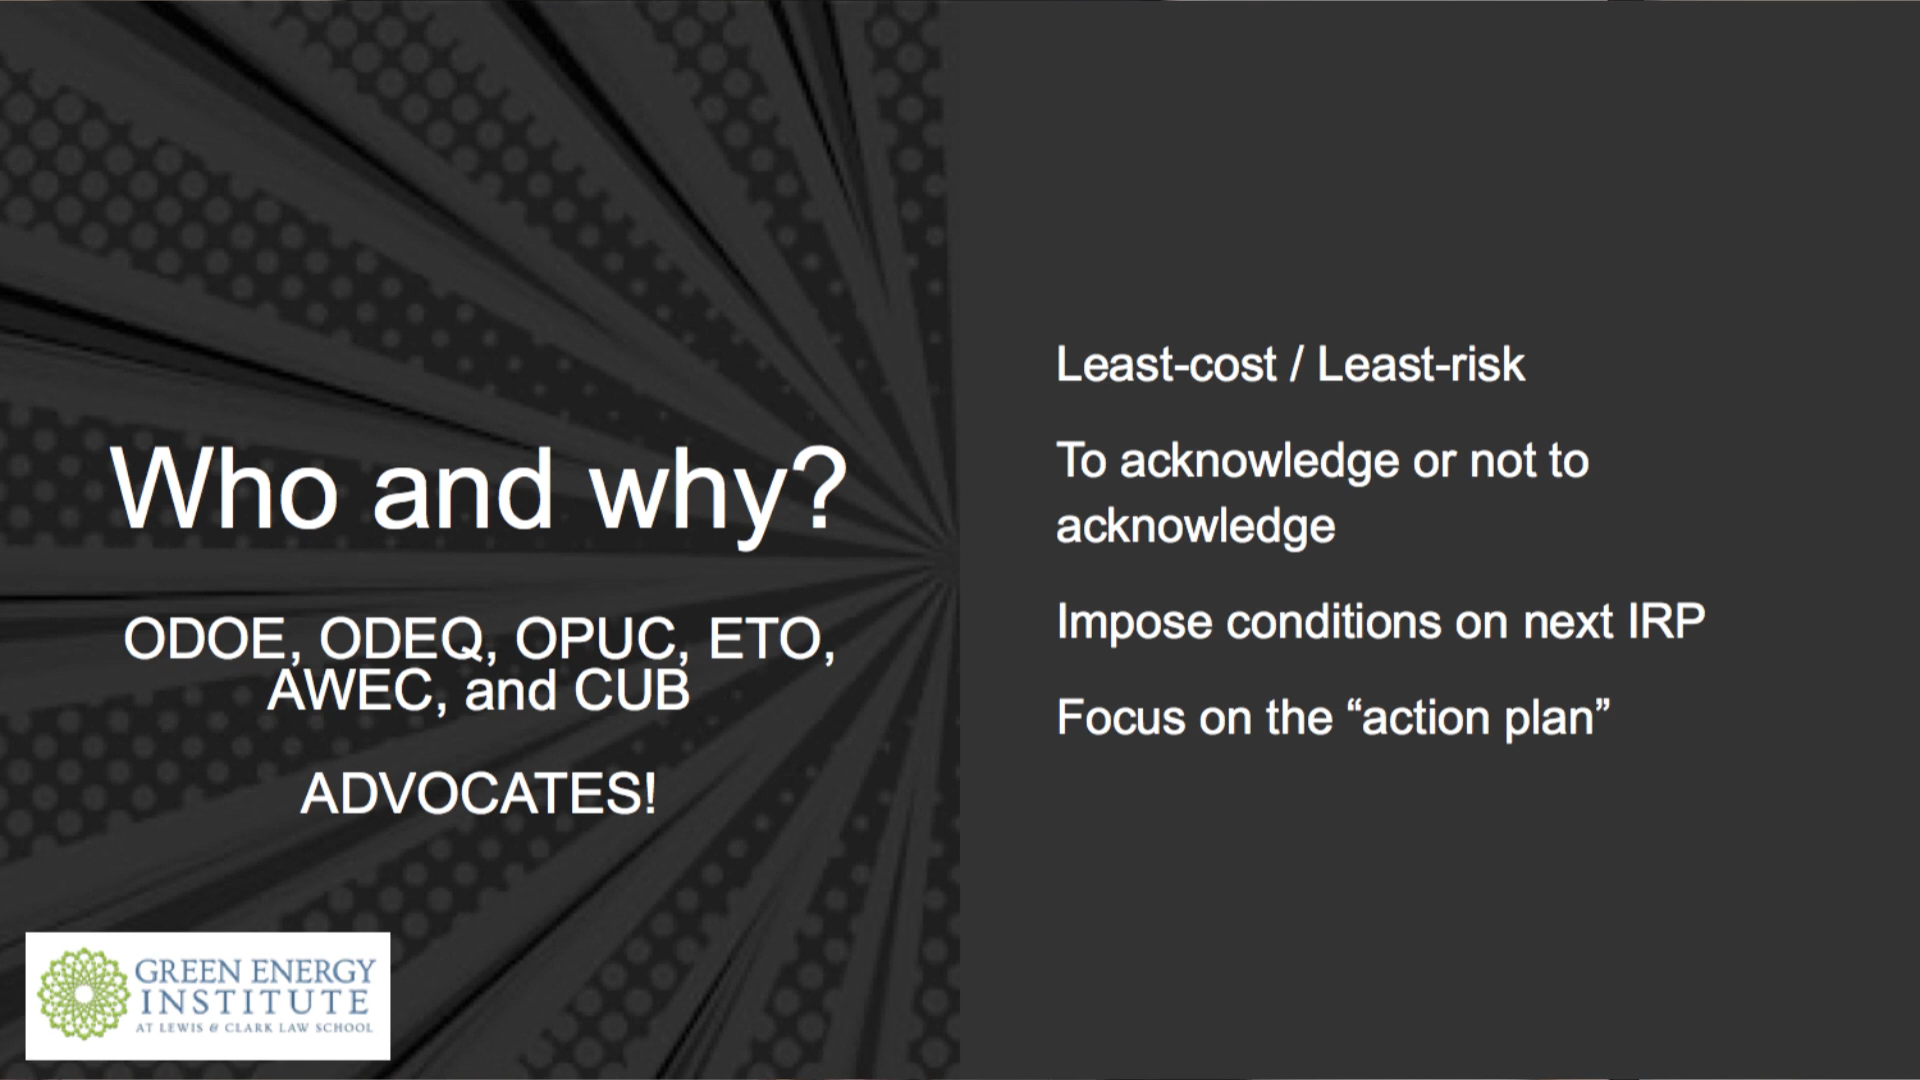 Who and why?
ODOE, ODEQ, OPUC, ETO,
AWEC, and CUB
ADVOCATES!
Least-cost / Least-risk
To acknowledge or not to
acknowledge
Impose conditions on next IRP
Focus on the “action plan”
GREEN ENERGY
INSTITUTE
AT LEWIS & CLARK LAW SCHOOL